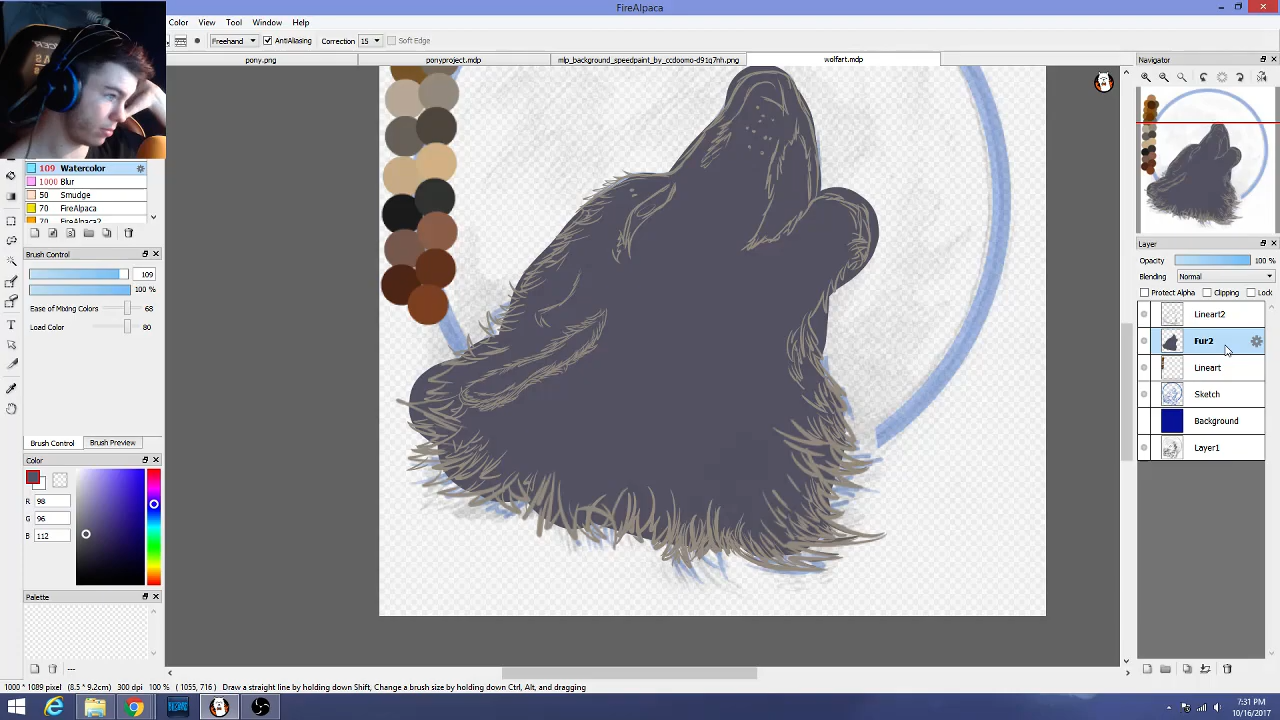 FireAlpaca
Color View Tool Window Help
Freehand AntiAliasing Correction 15 Soft Edge
pony.png ponyproject.mdp mlp_background_speedpaint_by_ccdoomo-d91q7nh.png wolfart.mdp
Navigator
109 Watercolor
1000 Blur
50 Smudge
70 FireAlpaca
70 FireAlpaca2
Brush Control
109
100 %
Ease of Mixing Colors 68
Load Color 80
Brush Control Brush Preview
Color
R 98
G 96
B 112
Palette
---
Layer
Opacity 100 %
Blending Normal
Protect Alpha Clipping Lock
Lineart2
Fur2
Lineart
Sketch
Background
Layer1
1000 * 1089 pixel (8.5 * 9.2cm) 300 dpi 100 % (1055, 716) Draw a straight line by holding down Shift, Change a brush size by holding down Ctrl, Alt, and dragging
7:31 PM
10/16/2017